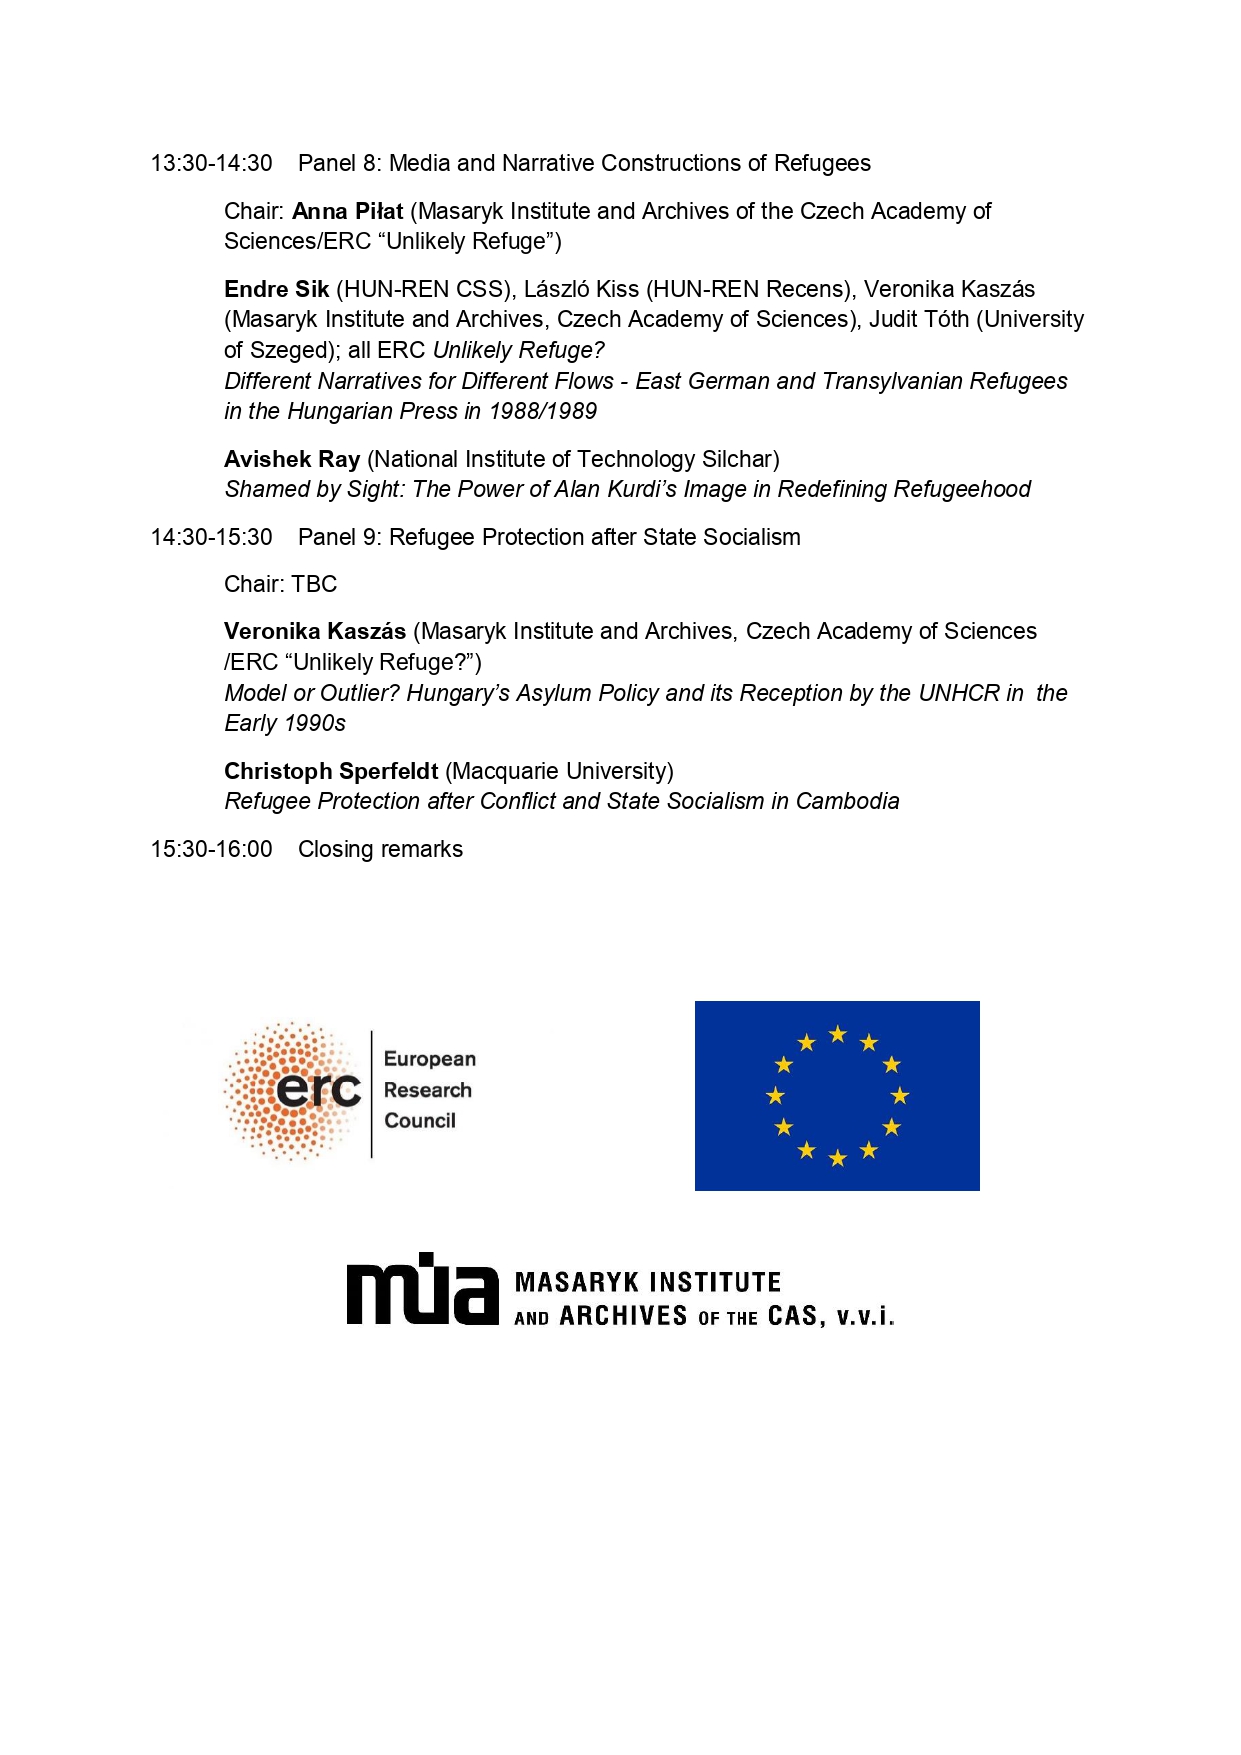 13:30-14:30 Panel 8: Media and Narrative Constructions of Refugees
Chair: Anna Piłat (Masaryk Institute and Archives of the Czech Academy of
Sciences/ERC “Unlikely Refuge”)
Endre Sik (HUN-REN CSS), László Kiss (HUN-REN Recens), Veronika Kaszás
(Masaryk Institute and Archives, Czech Academy of Sciences), Judit Tóth (University
of Szeged); all ERC Unlikely Refuge?
Different Narratives for Different Flows - East German and Transylvanian Refugees
in the Hungarian Press in 1988/1989
Avishek Ray (National Institute of Technology Silchar)
Shamed by Sight: The Power of Alan Kurdi’s Image in Redefining Refugeehood
14:30-15:30 Panel 9: Refugee Protection after State Socialism
Chair: TBC
Veronika Kaszás (Masaryk Institute and Archives, Czech Academy of Sciences
/ERC “Unlikely Refuge?”)
Model or Outlier? Hungary’s Asylum Policy and its Reception by the UNHCR in the
Early 1990s
Christoph Sperfeldt (Macquarie University)
Refugee Protection after Conflict and State Socialism in Cambodia
15:30-16:00 Closing remarks
erc
European
Research
Council
mia
MASARYK INSTITUTE
AND ARCHIVES OF THE CAS, v.v.i.